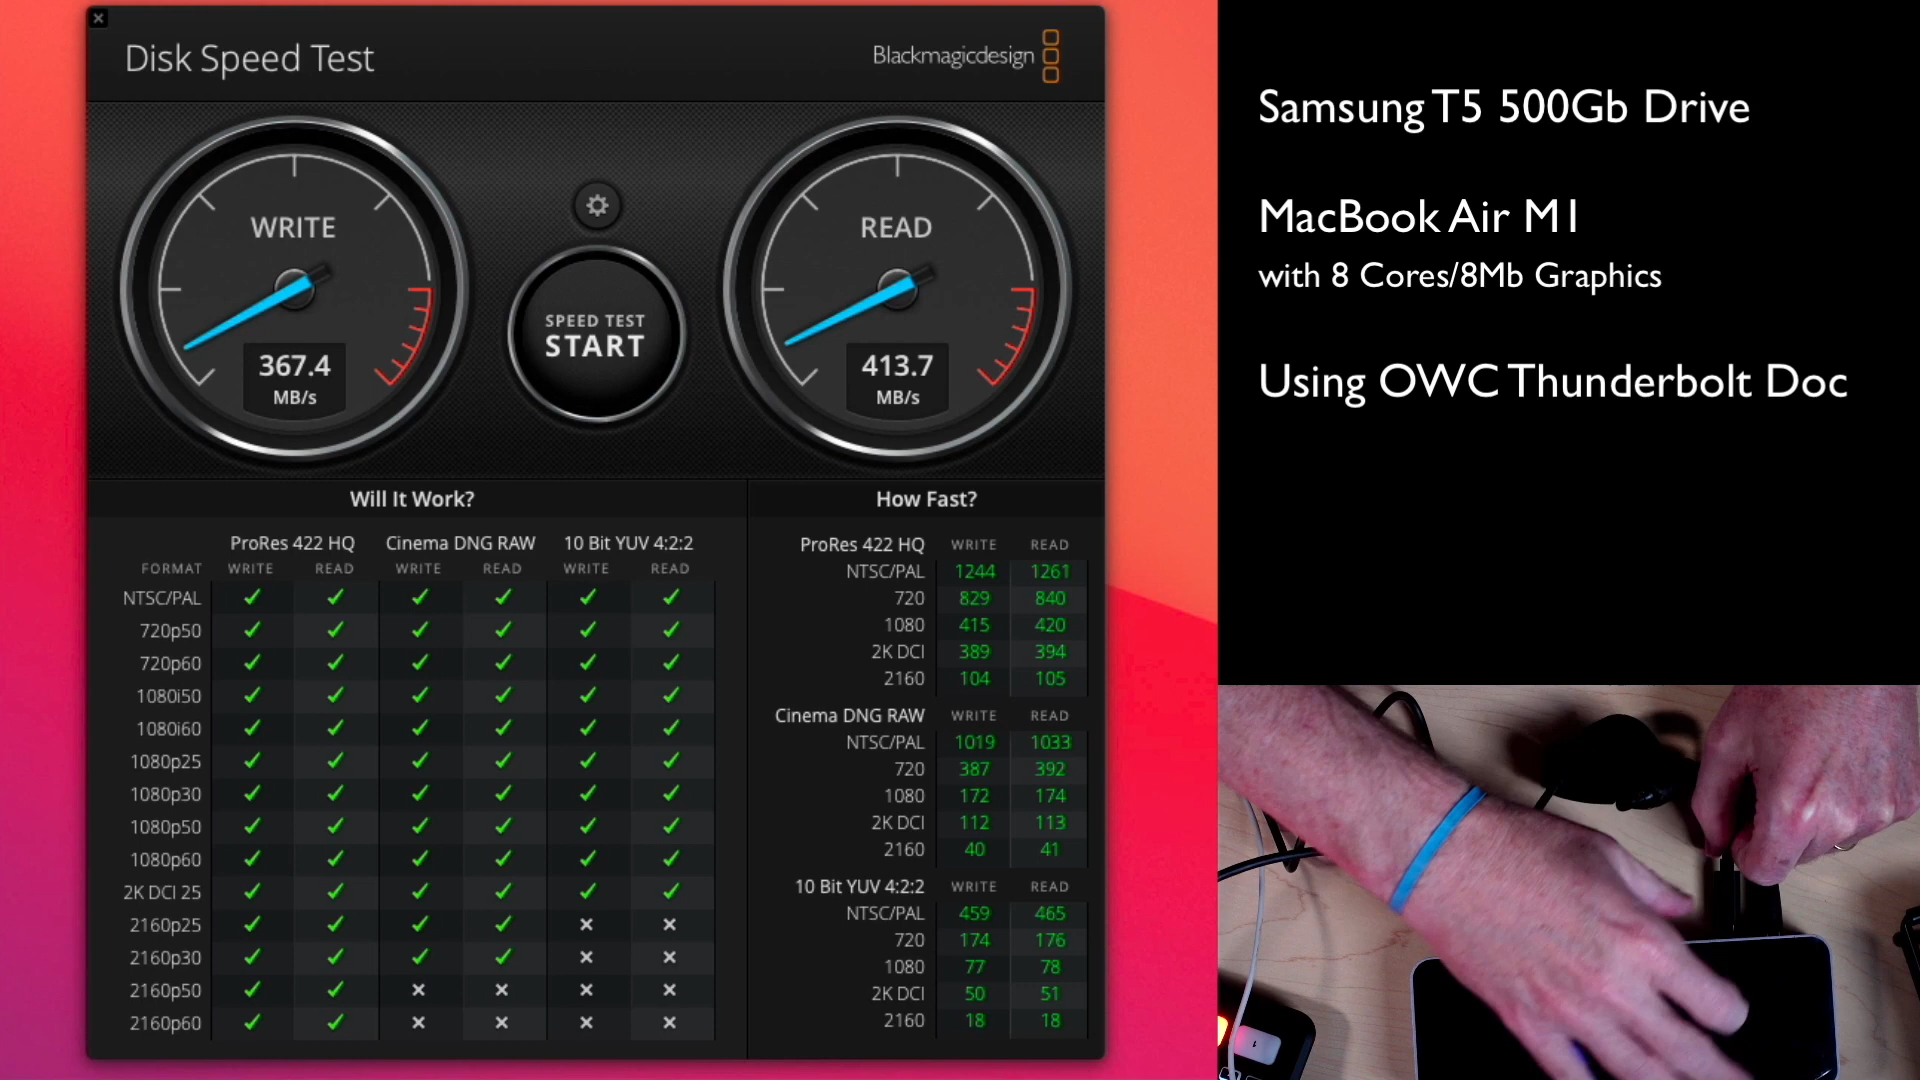 Disk Speed Test
Blackmagicdesign
WRITE
367.4
MB/s
SPEED TEST
START
READ
413.7
MB/s
Will It Work?
ProRes 422 HQ Cinema DNG RAW 10 Bit YUV 4:2:2
FORMAT WRITE READ WRITE READ WRITE READ
NTSC/PAL
720p50
720p60
1080i50
1080i60
1080p25
1080p30
1080p50
1080p60
2K DCI 25
2160p25
2160p30
2160p50
2160p60
How Fast?
ProRes 422 HQ WRITE READ
NTSC/PAL 1244 1261
720 829 840
1080 415 420
2K DCI 389 394
2160 104 105
Cinema DNG RAW WRITE READ
NTSC/PAL 1019 1033
720 387 392
1080 172 174
2K DCI 112 113
2160 40 41
10 Bit YUV 4:2:2 WRITE READ
NTSC/PAL 459 465
720 174 176
1080 77 78
2K DCI 50 51
2160 18 18
Samsung T5 500Gb Drive
MacBook Air M1
with 8 Cores/8Mb Graphics
Using OWC Thunderbolt Doc
1